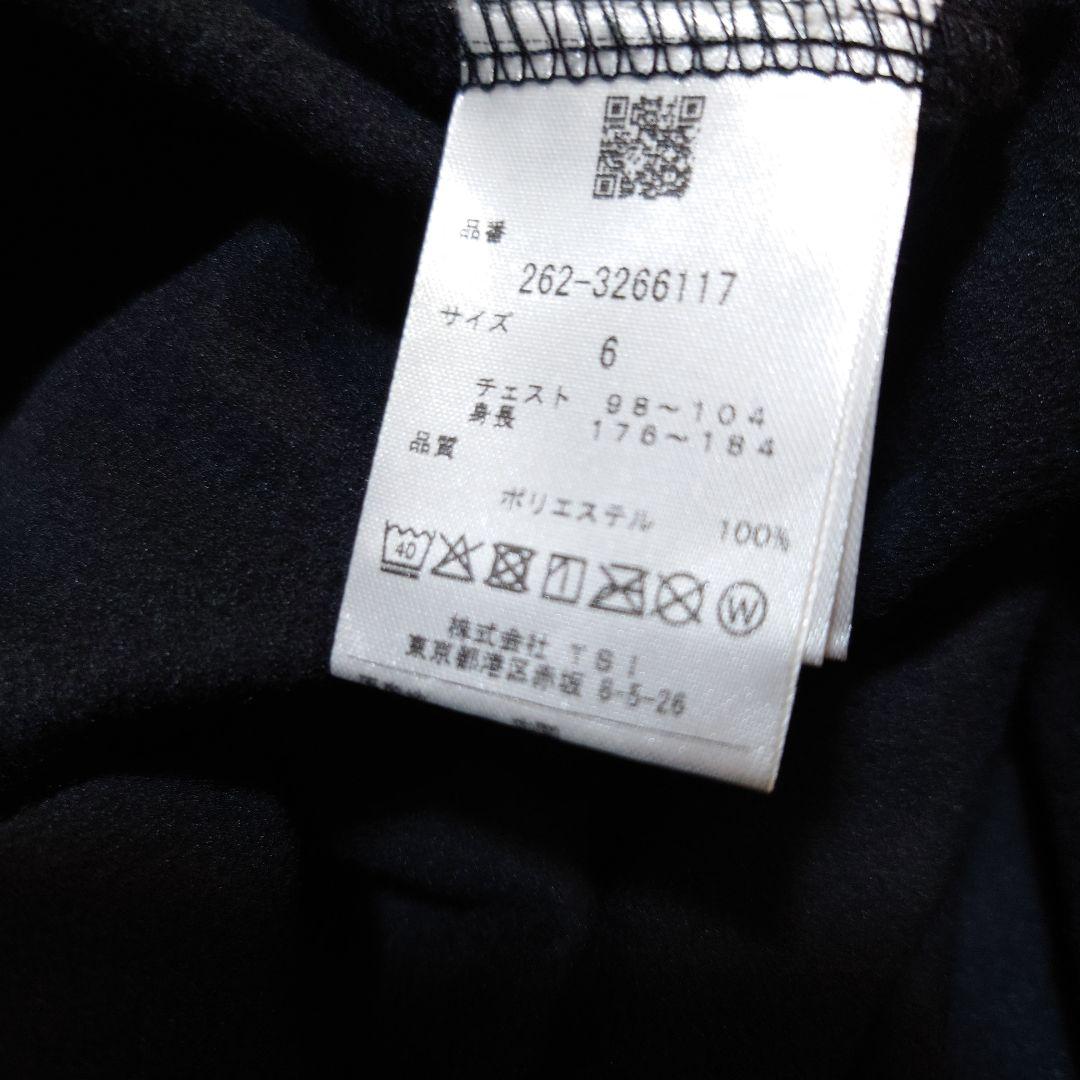 品番
262-3266117
サイズ
6
チェスト 98～104
身長 176～184
品質
ポリエステル 100%
40
W
株式会社 TSI
東京都港区赤坂 8-5-26